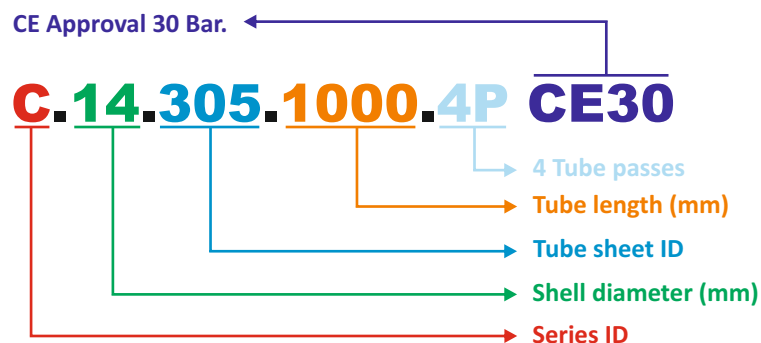 CE Approval 30 Bar.
C.14.305.1000.4P CE30
4 Tube passes
Tube length (mm)
Tube sheet ID
Shell diameter (mm)
Series ID